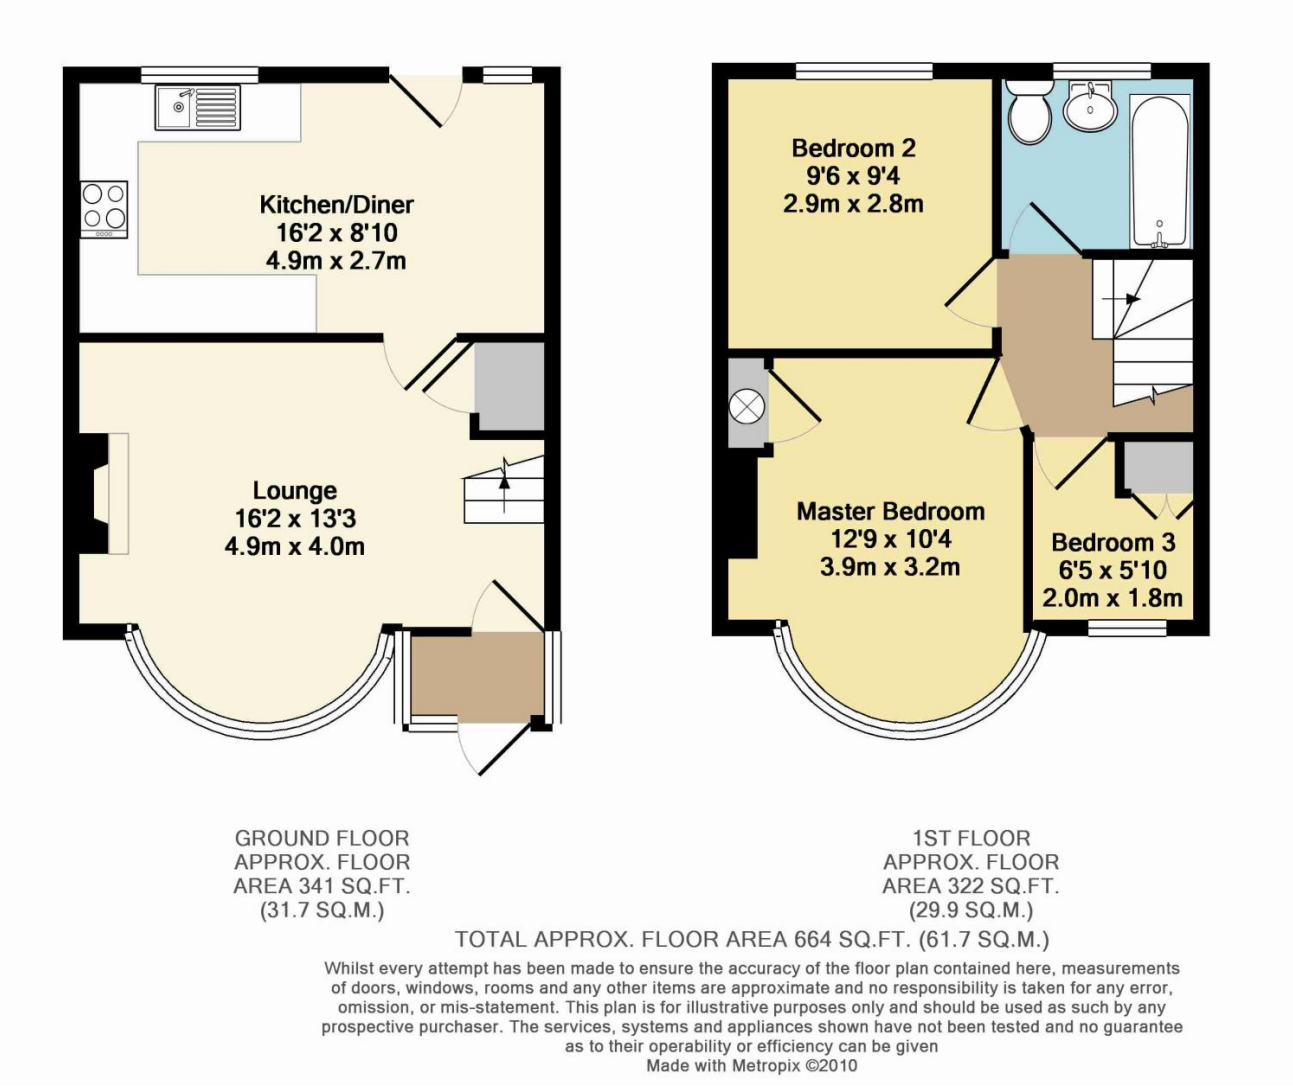 Kitchen/Diner
16'2 x 8'10
4.9m x 2.7m
Lounge
16'2 x 13'3
4.9m x 4.0m
Bedroom 2
9'6 x 9'4
2.9m x 2.8m
Master Bedroom
12'9 x 10'4
3.9m x 3.2m
Bedroom 3
6'5 x 5'10
2.0m x 1.8m
GROUND FLOOR
APPROX. FLOOR
AREA 341 SQ.FT.
(31.7 SQ.M.)
1ST FLOOR
APPROX. FLOOR
AREA 322 SQ.FT.
(29.9 SQ.M.)
TOTAL APPROX. FLOOR AREA 664 SQ.FT. (61.7 SQ.M.)
Whilst every attempt has been made to ensure the accuracy of the floor plan contained here, measurements
of doors, windows, rooms and any other items are approximate and no responsibility is taken for any error,
omission, or mis-statement. This plan is for illustrative purposes only and should be used as such by any
prospective purchaser. The services, systems and appliances shown have not been tested and no guarantee
as to their operability or efficiency can be given
Made with Metropix ©2010